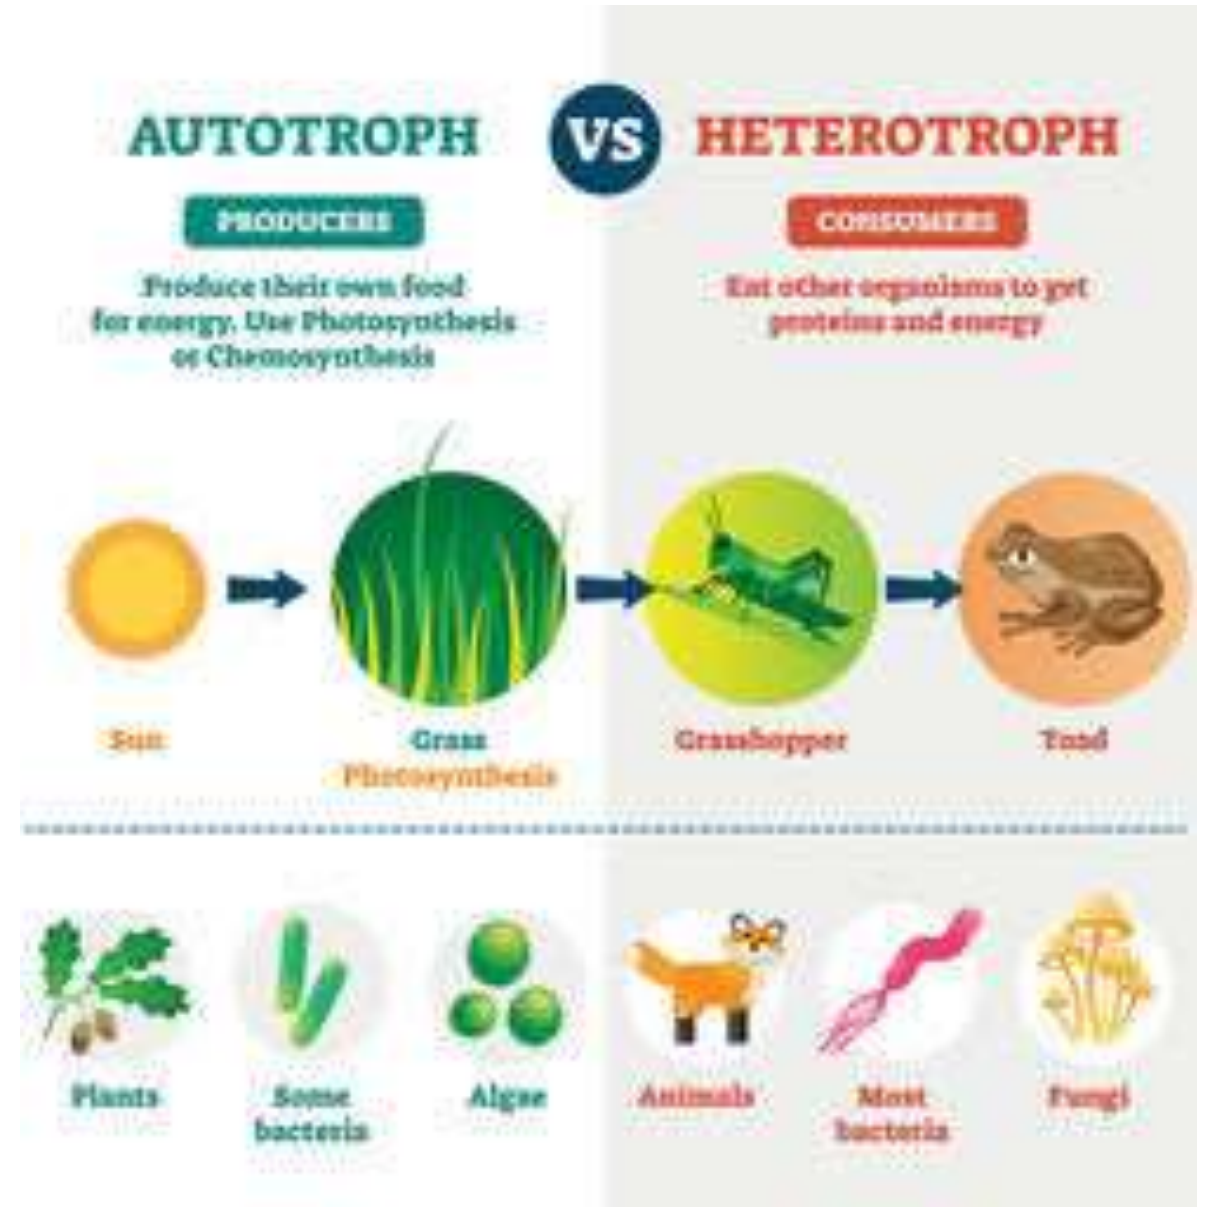 AUTOTROPH
VS
HETEROTROPH
PRODUCERS
Produce their own food
for energy. Use Photosynthesis
or Chemosynthesis
CONSUMERS
Eat other organisms to get
proteins and energy
Sun
Grass
Photosynthesis
Grasshopper
Toad
Plants
Some
bacteria
Algae
Animals
Most
bacteria
Fungi